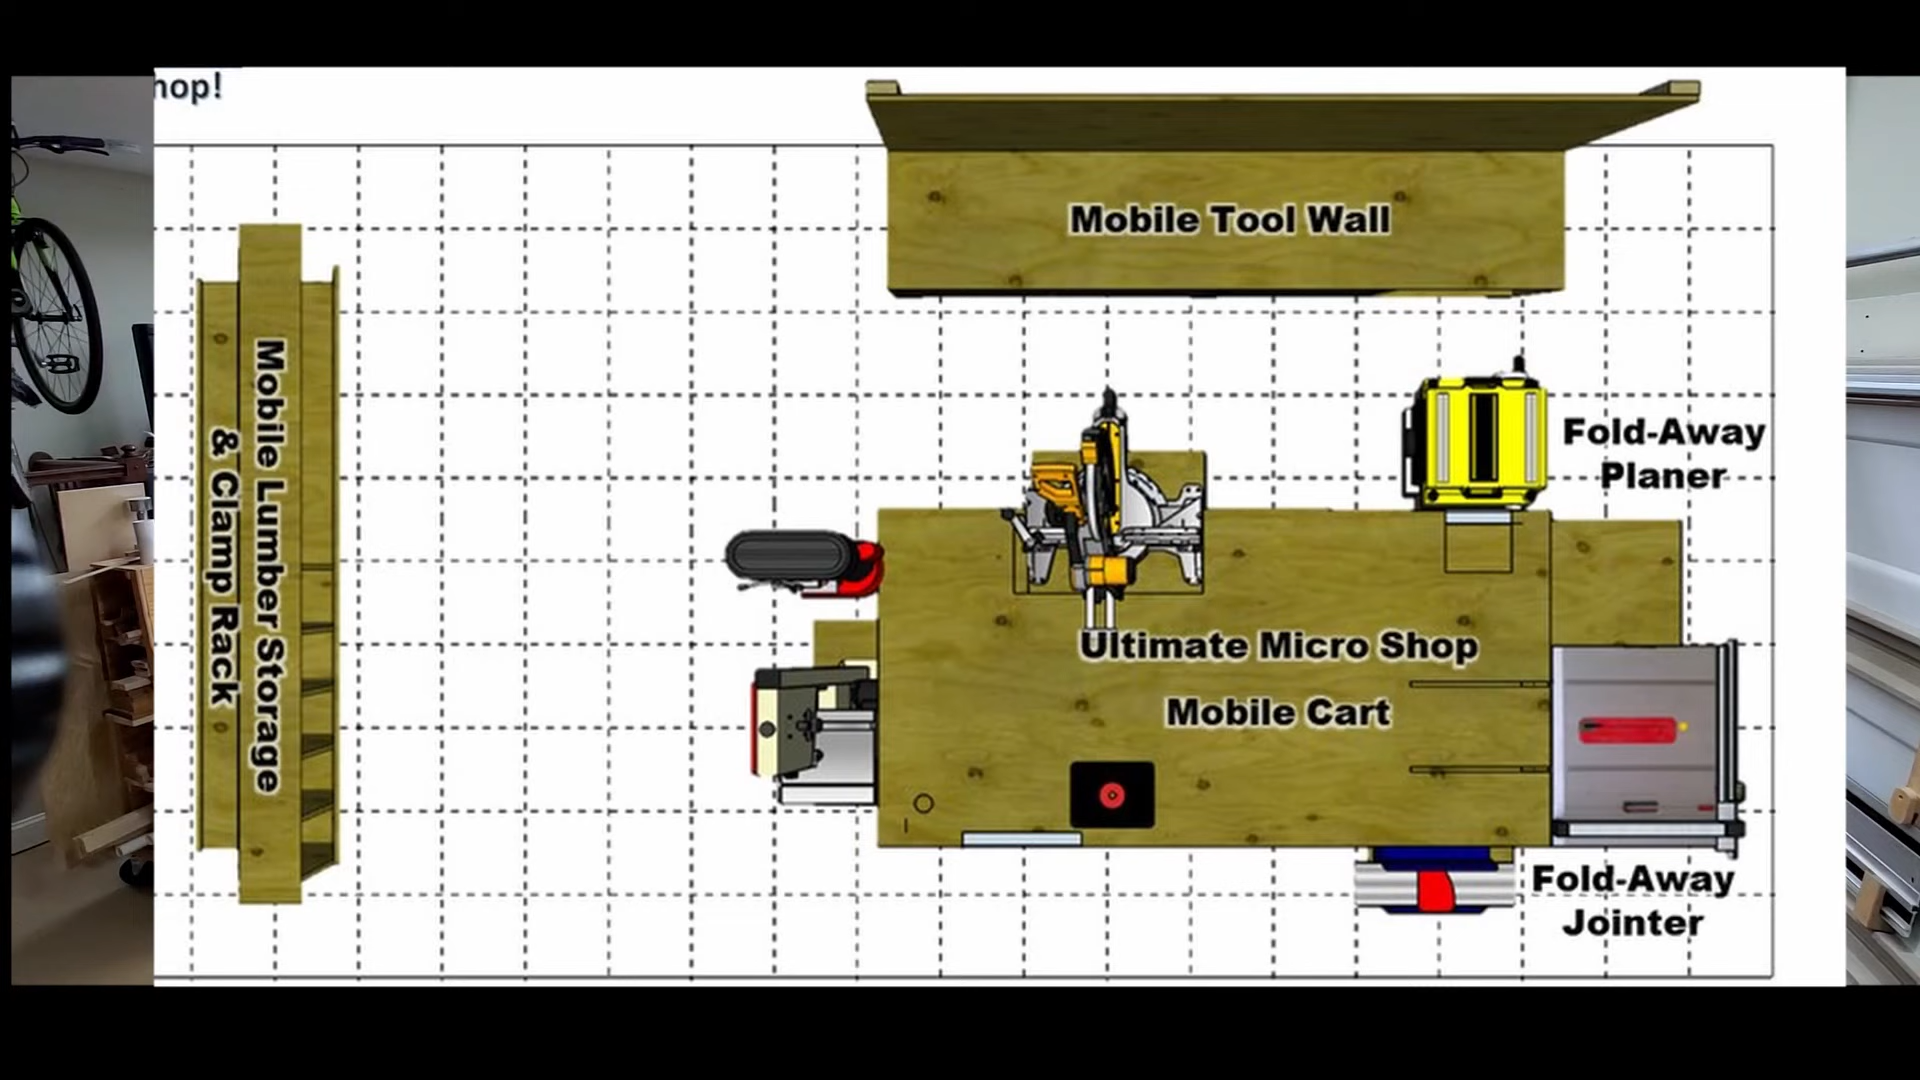 hop!
Mobile Tool Wall
Mobile Lumber Storage
& Clamp Rack
Fold-Away
Planer
Ultimate Micro Shop
Mobile Cart
Fold-Away
Jointer